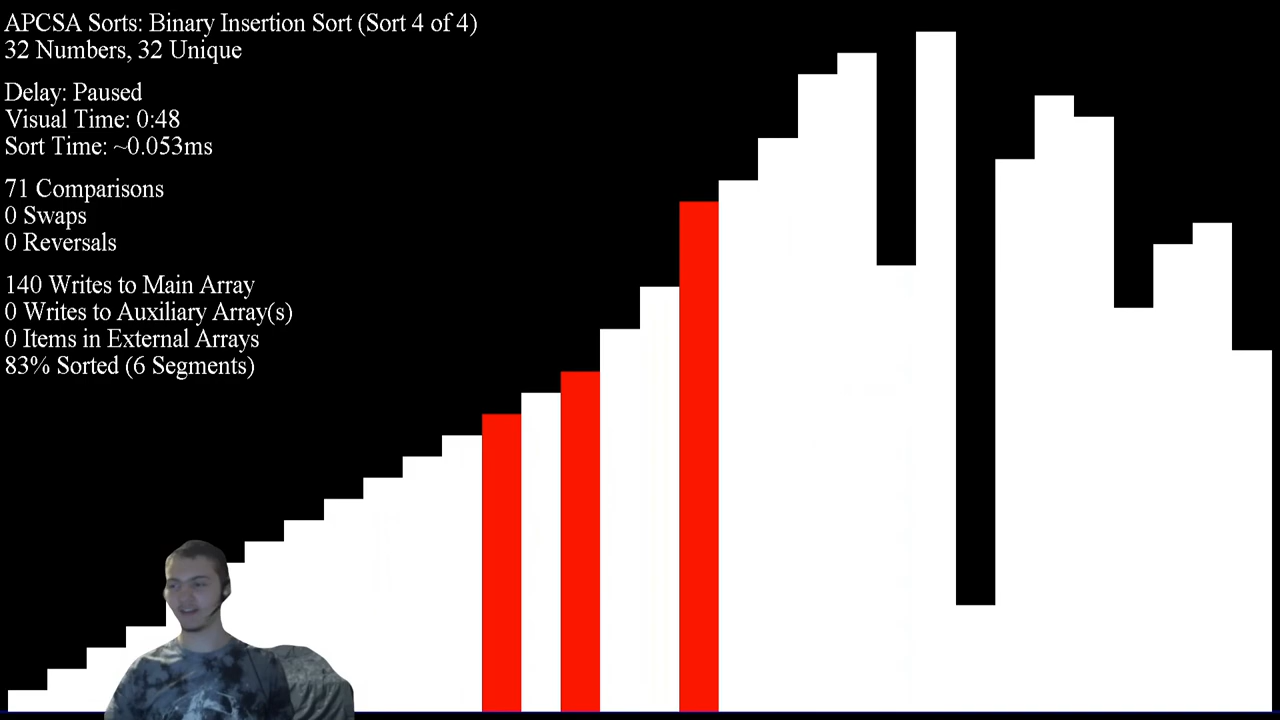 APCSA Sorts: Binary Insertion Sort (Sort 4 of 4)
32 Numbers, 32 Unique
Delay: Paused
Visual Time: 0:48
Sort Time: ~0.053ms
71 Comparisons
0 Swaps
0 Reversals
140 Writes to Main Array
0 Writes to Auxiliary Array(s)
0 Items in External Arrays
83% Sorted (6 Segments)